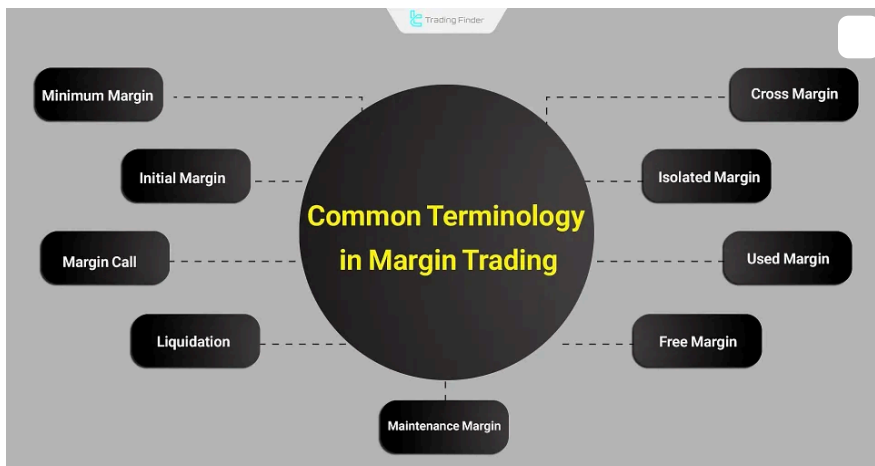 Trading Finder
Minimum Margin
Cross Margin
Initial Margin
Isolated Margin
Common Terminology
in Margin Trading
Margin Call
Used Margin
Liquidation
Free Margin
Maintenance Margin